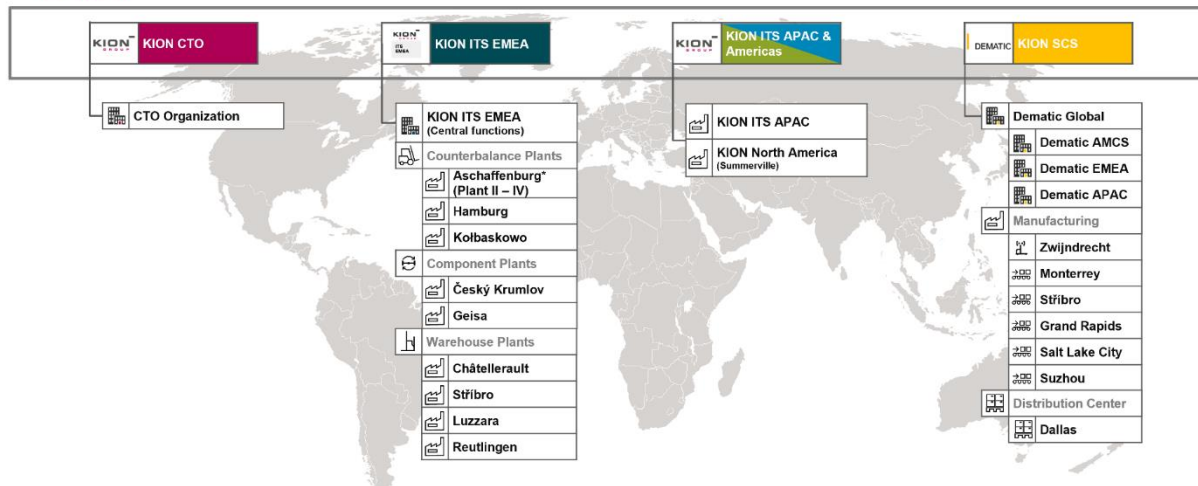 KION GROUP
KION CTO
CTO Organization
KION
ITS
EMEA
KION ITS EMEA
KION ITS EMEA
(Central functions)
Counterbalance Plants
Aschaffenburg*
(Plant II – IV)
Hamburg
Kołbaskowo
Component Plants
Český Krumlov
Geisa
Warehouse Plants
Châtellerault
Stříbro
Luzzara
Reutlingen
KION GROUP
KION ITS APAC &
Americas
KION ITS APAC
KION North America
(Summerville)
DEMATIC
KION SCS
Dematic Global
Dematic AMCS
Dematic EMEA
Dematic APAC
Manufacturing
Zwijndrecht
Monterrey
Stříbro
Grand Rapids
Salt Lake City
Suzhou
Distribution Center
Dallas